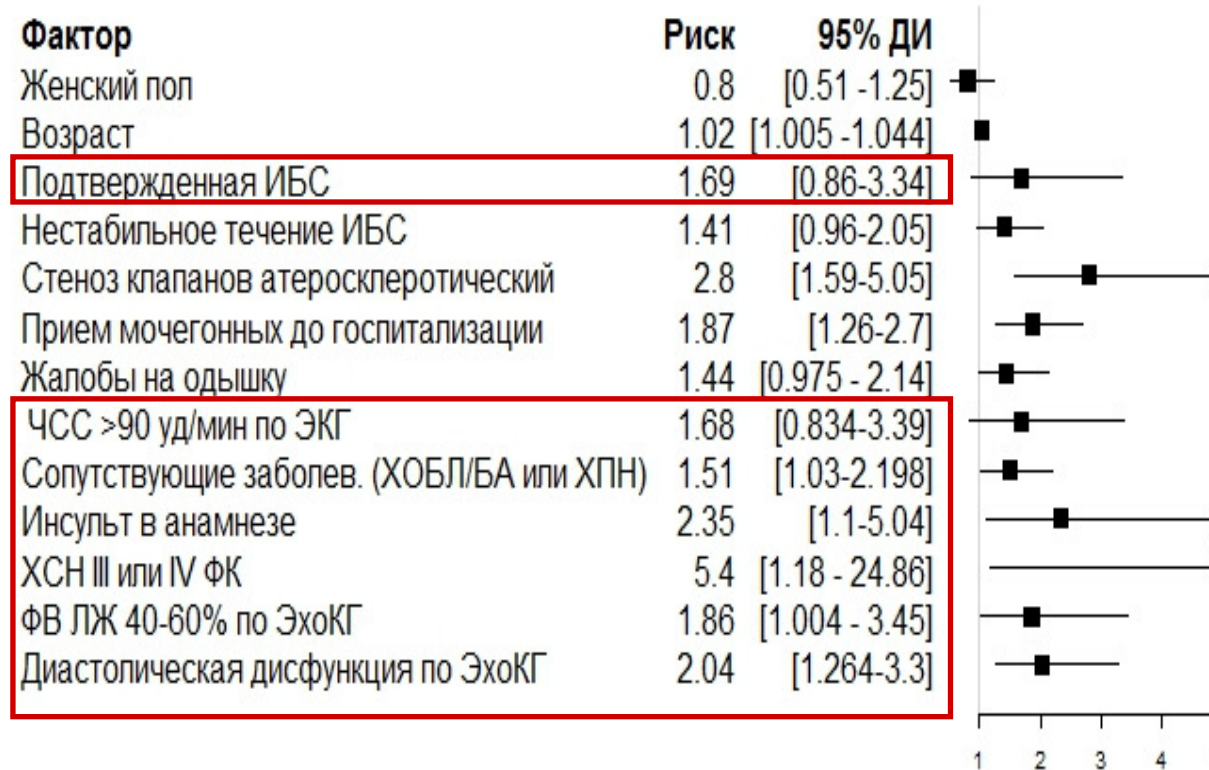 Фактор Риск 95% ДИ
Женский пол 0.8 [0.51 -1.25]
Возраст 1.02 [1.005 -1.044]
Подтвержденная ИБС 1.69 [0.86-3.34]
Нестабильное течение ИБС 1.41 [0.96-2.05]
Стеноз клапанов атеросклеротический 2.8 [1.59-5.05]
Прием мочегонных до госпитализации 1.87 [1.26-2.7]
Жалобы на одышку 1.44 [0.975 - 2.14]
ЧСС >90 уд/мин по ЭКГ 1.68 [0.834-3.39]
Сопутствующие заболев. (ХОБЛ/БА или ХПН) 1.51 [1.03-2.198]
Инсульт в анамнезе 2.35 [1.1-5.04]
ХСН III или IV ФК 5.4 [1.18 - 24.86]
ФВ ЛЖ 40-60% по ЭхоКГ 1.86 [1.004 - 3.45]
Диастолическая дисфункция по ЭхоКГ 2.04 [1.264-3.3]
1 2 3 4